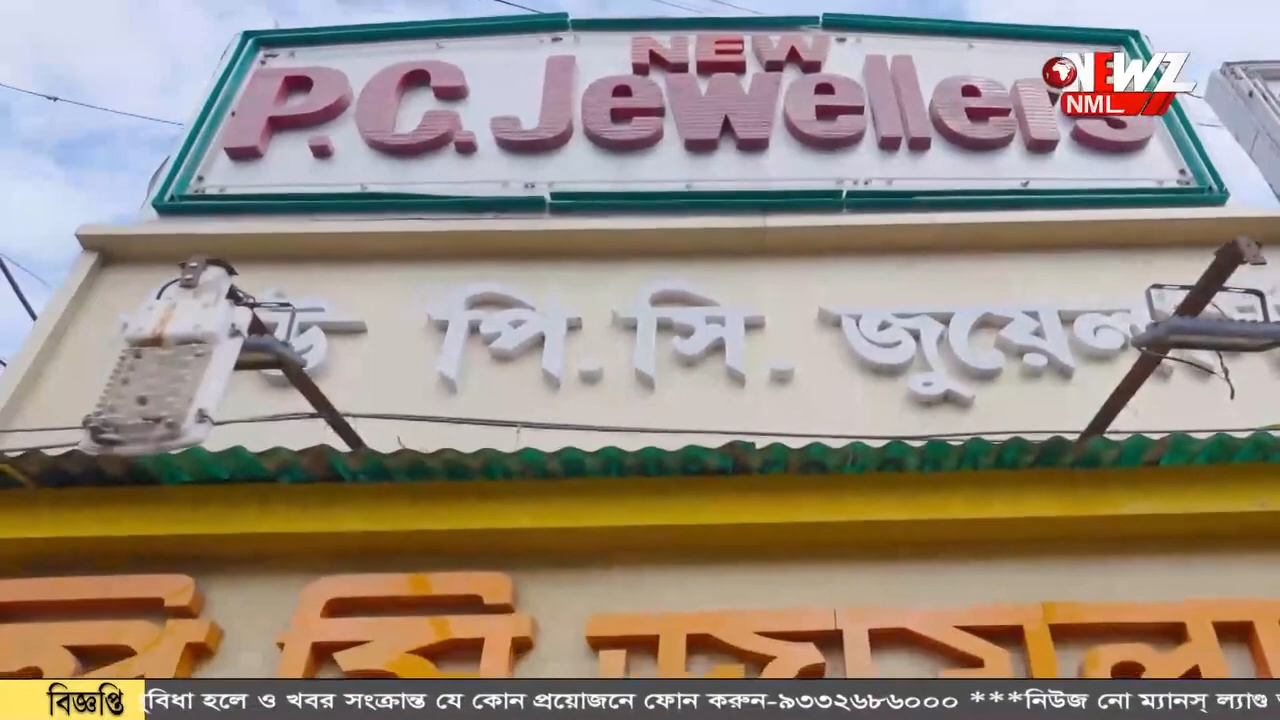 NEW
P.C. Jewellers
NEWZ
NML
পি.সি. জুয়েল
বিজ্ঞপ্তি
বিধা হলে ও খবর সংক্রান্ত যে কোন প্রয়োজনে ফোন করুন-৯৩৩২৬৮৬০০০ ***নিউজ নো ম্যানস্ ল্যাণ্ড